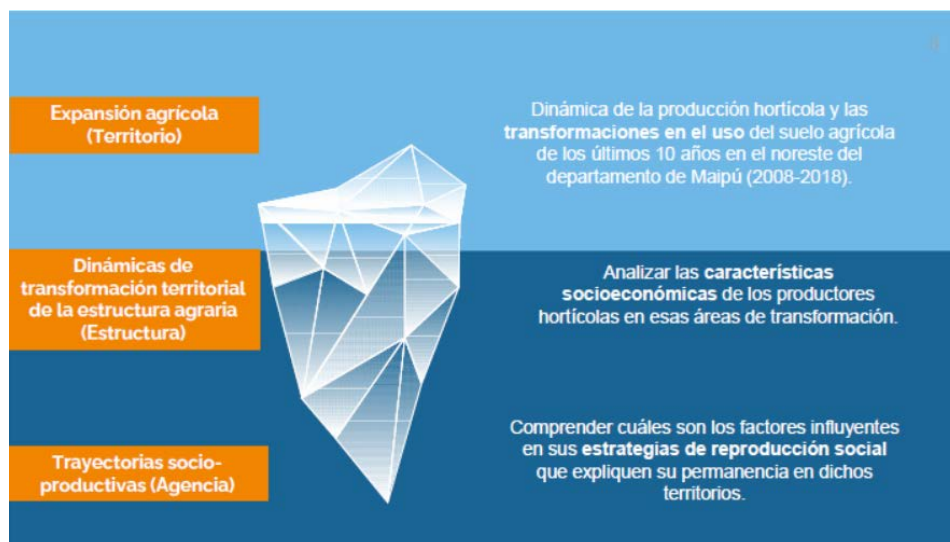 Expansión agrícola
(Territorio)
Dinámica de la producción hortícola y las
transformaciones en el uso del suelo agrícola
de los últimos 10 años en el noreste del
departamento de Maipú (2008-2018).
Dinámicas de
transformación territorial
de la estructura agraria
(Estructura)
Analizar las características
socioeconómicas de los productores
hortícolas en esas áreas de transformación.
Trayectorias socio-
productivas (Agencia)
Comprender cuáles son los factores influyentes
en sus estrategias de reproducción social
que expliquen su permanencia en dichos
territorios.